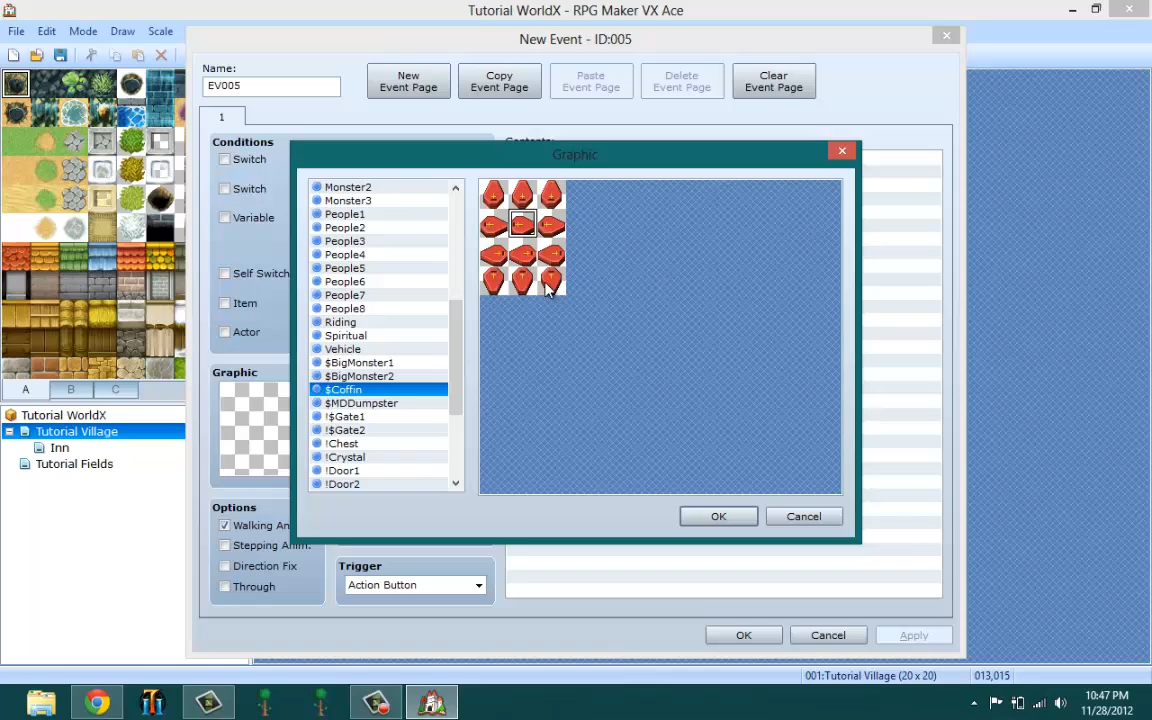 Tutorial WorldX - RPG Maker VX Ace
File Edit Mode Draw Scale
New Event - ID:005
Name:
EV005
New Event Page
Copy Event Page
Paste Event Page
Delete Event Page
Clear Event Page
1
Conditions
Switch
Switch
Variable
Self Switch
Item
Actor
Graphic
Options
Walking An
Stepping Anim.
Direction Fix
Through
Trigger
Action Button
Contents:
Graphic
Monster2
Monster3
People1
People2
People3
People4
People5
People6
People7
People8
Riding
Spiritual
Vehicle
$BigMonster1
$BigMonster2
$Coffin
$MDDumpster
!$Gate1
!$Gate2
!Chest
!Crystal
!Door1
!Door2
OK Cancel
OK Cancel Apply
A B C
Tutorial WorldX
Tutorial Village
Inn
Tutorial Fields
001:Tutorial Village (20 x 20) 013,015
10:47 PM
11/28/2012